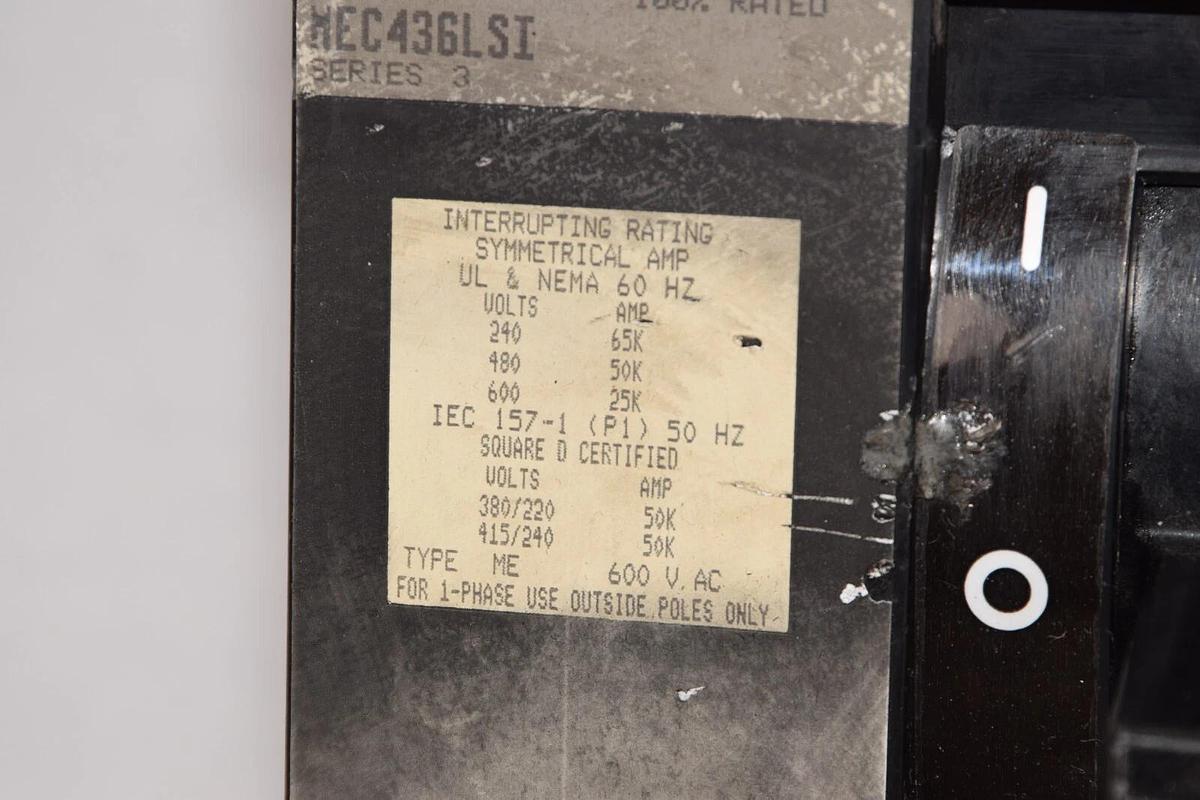 100% RATED
MEC436LSI
SERIES 3
INTERRUPTING RATING
SYMMETRICAL AMP
UL & NEMA 60 HZ
VOLTS AMP
240 65K
480 50K
600 25K
IEC 157-1 (P1) 50 HZ
SQUARE D CERTIFIED
VOLTS AMP
380/220 50K
415/240 50K
TYPE ME 600 V.AC
FOR 1-PHASE USE OUTSIDE POLES ONLY
I
O